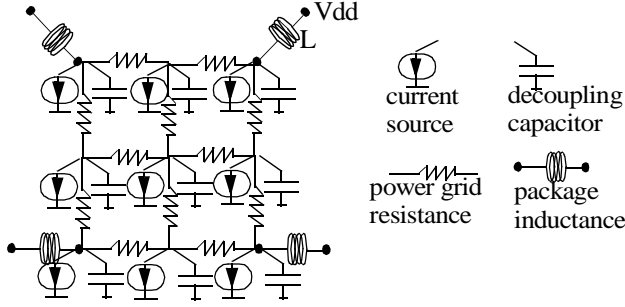 Vdd
L
current
source
decoupling
capacitor
power grid
resistance
package
inductance